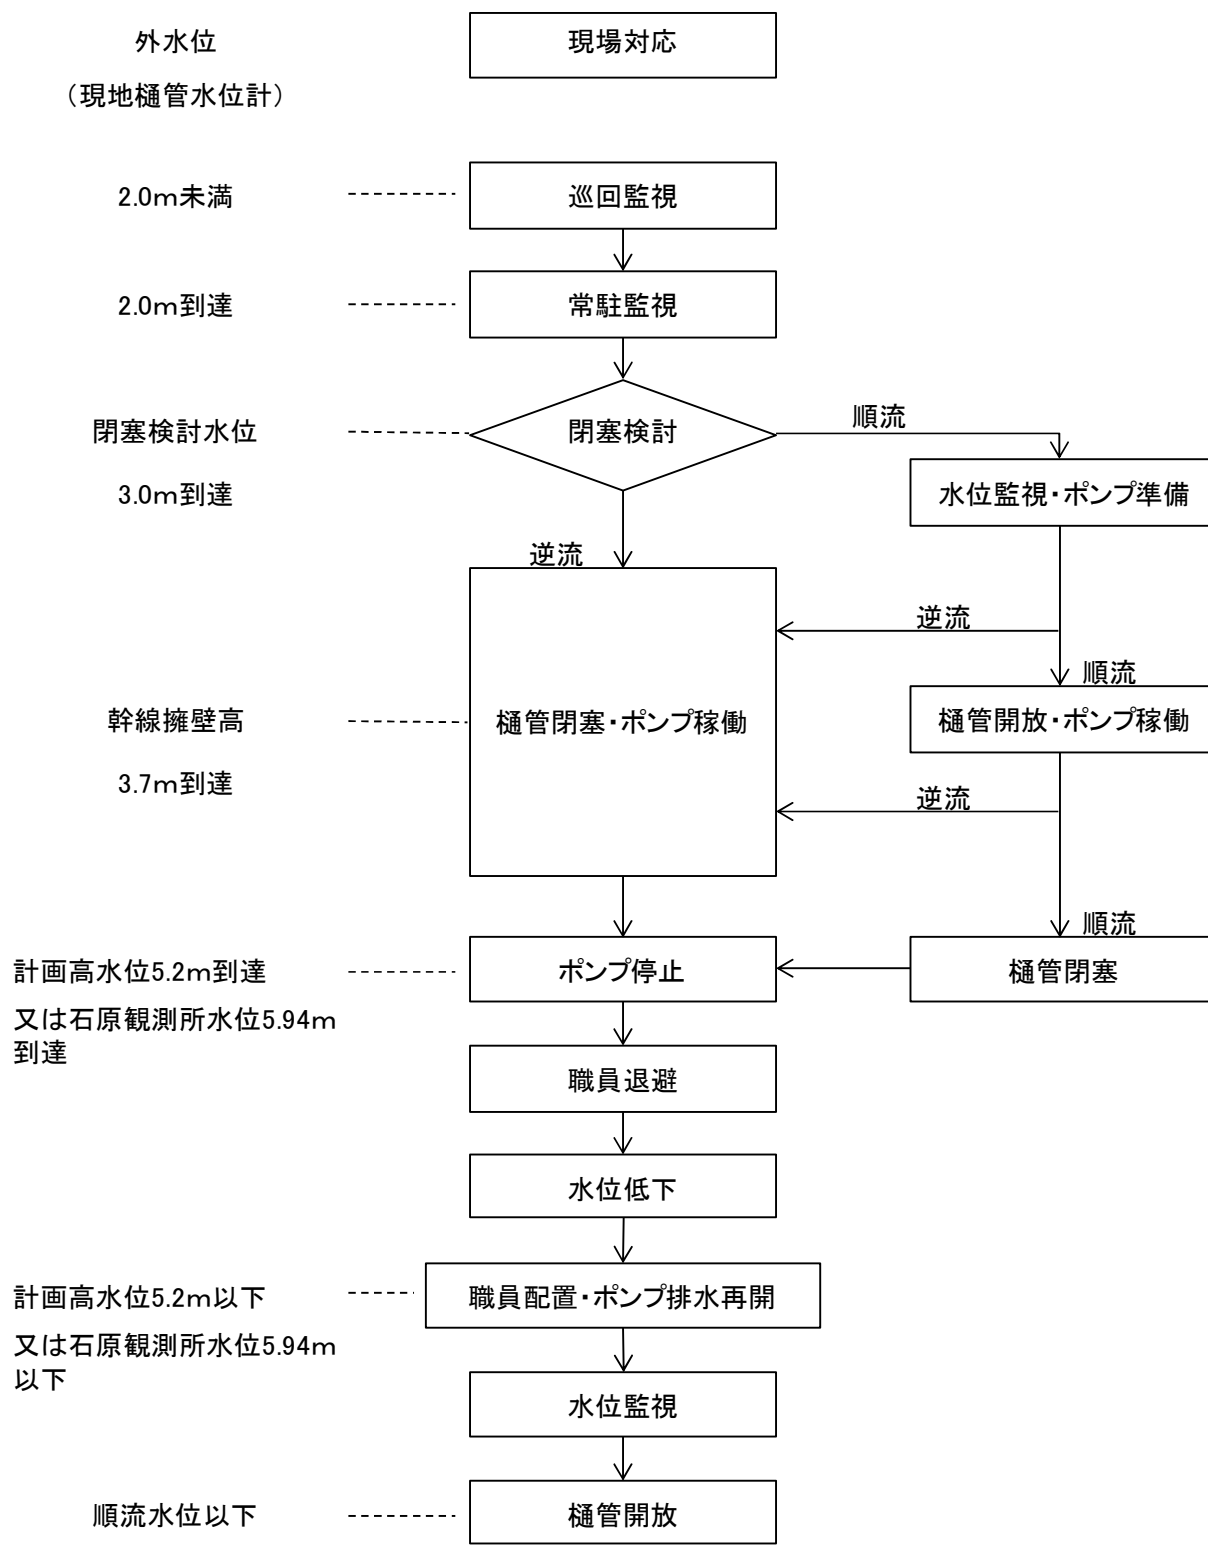 外水位
現場対応
（現地樋管水位計）
2.0m未満
巡回監視
2.0m到達
常駐監視
順流
閉塞検討水位
閉塞検討
3.0m到達
水位監視・ポンプ準備
逆流
逆流
順流
幹線擁壁高
樋管閉塞・ポンプ稼働
樋管開放・ポンプ稼働
3.7m到達
逆流
順流
計画高水位5.2m到達
ポンプ停止
樋管閉塞
又は石原観測所水位5.94m
到達
職員退避
水位低下
計画高水位5.2m以下
職員配置・ポンプ排水再開
又は石原観測所水位5.94m
以下
水位監視
順流水位以下
樋管開放